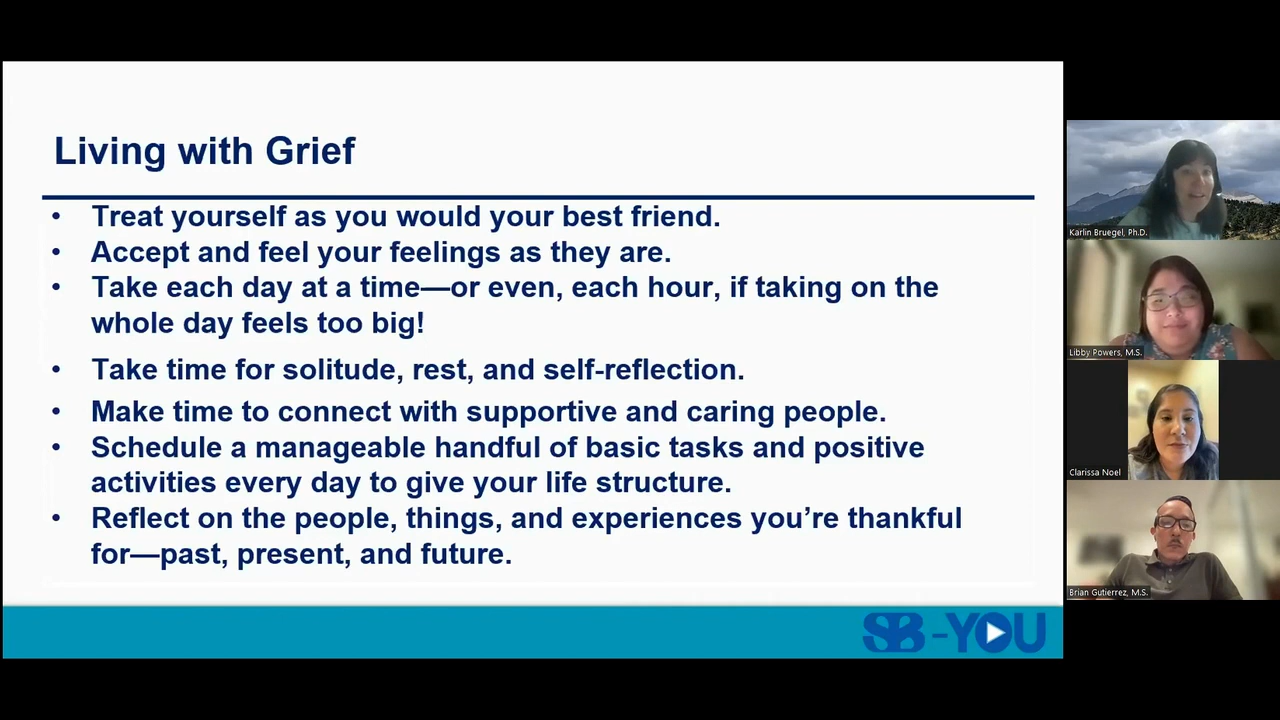 Living with Grief
• Treat yourself as you would your best friend.
• Accept and feel your feelings as they are.
• Take each day at a time—or even, each hour, if taking on the
whole day feels too big!
• Take time for solitude, rest, and self-reflection.
• Make time to connect with supportive and caring people.
• Schedule a manageable handful of basic tasks and positive
activities every day to give your life structure.
• Reflect on the people, things, and experiences you’re thankful
for—past, present, and future.
SB-YOU
Karlin Bruegel, Ph.D.
Libby Powers, M.S.
Clarissa Noel
Brian Gutierrez, M.S.